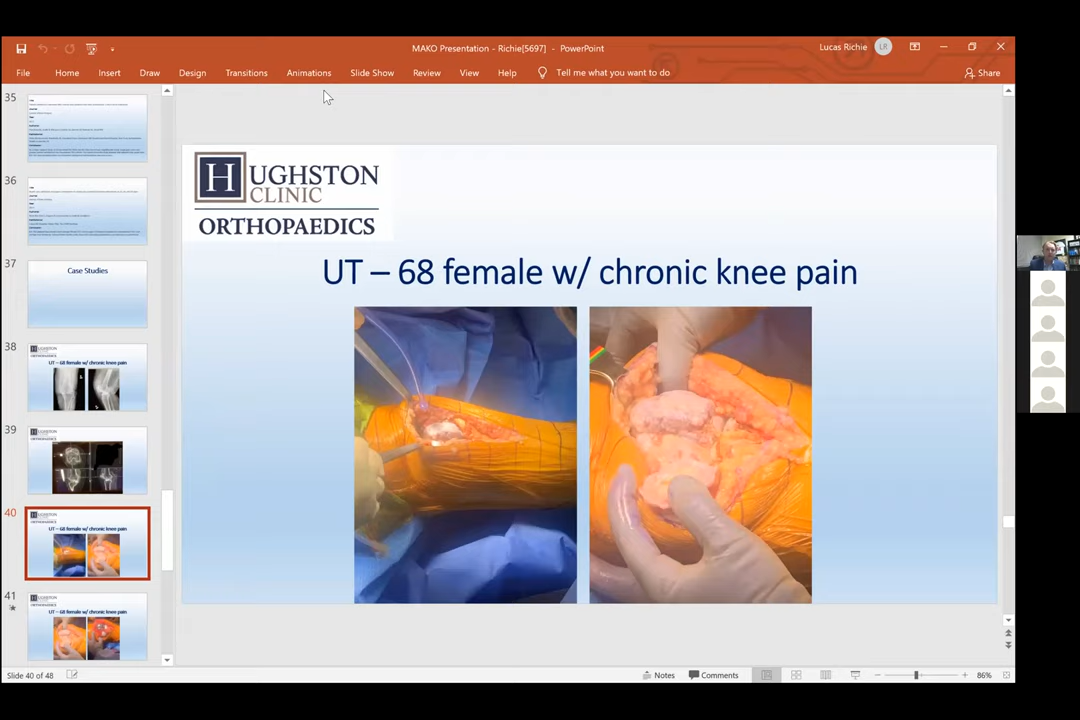 MAKO Presentation - Richie[5697] - PowerPoint
Lucas Richie
LR
File
Home
Insert
Draw
Design
Transitions
Animations
Slide Show
Review
View
Help
Tell me what you want to do
Share
35
36
37
Case Studies
38
UT – 68 female w/ chronic knee pain
39
40
UT – 68 female w/ chronic knee pain
41
UT – 68 female w/ chronic knee pain
HUGHSTON
CLINIC
ORTHOPAEDICS
UT – 68 female w/ chronic knee pain
Slide 40 of 48
Notes
Comments
86%